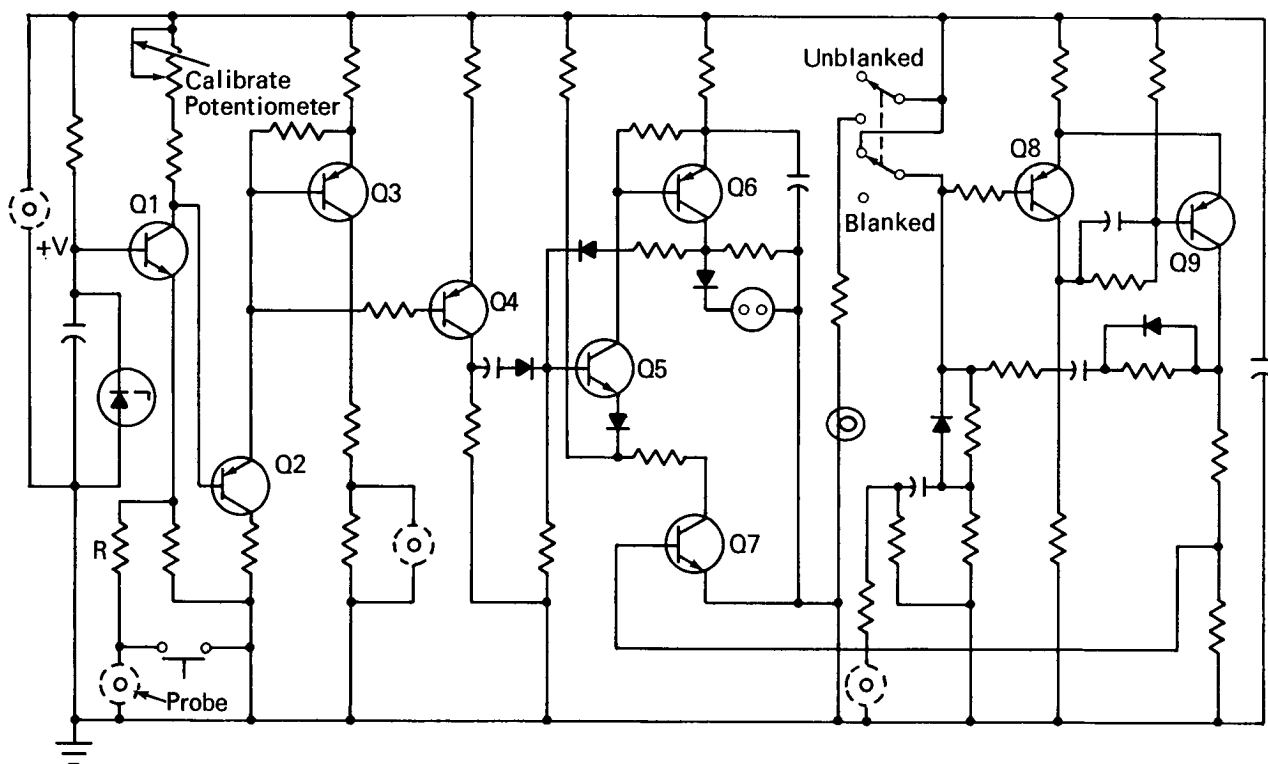 Calibrate
Potentiometer
Unblanked
Blanked
Q1
Q2
Q3
Q4
Q5
Q6
Q7
Q8
Q9
+V
R
Probe